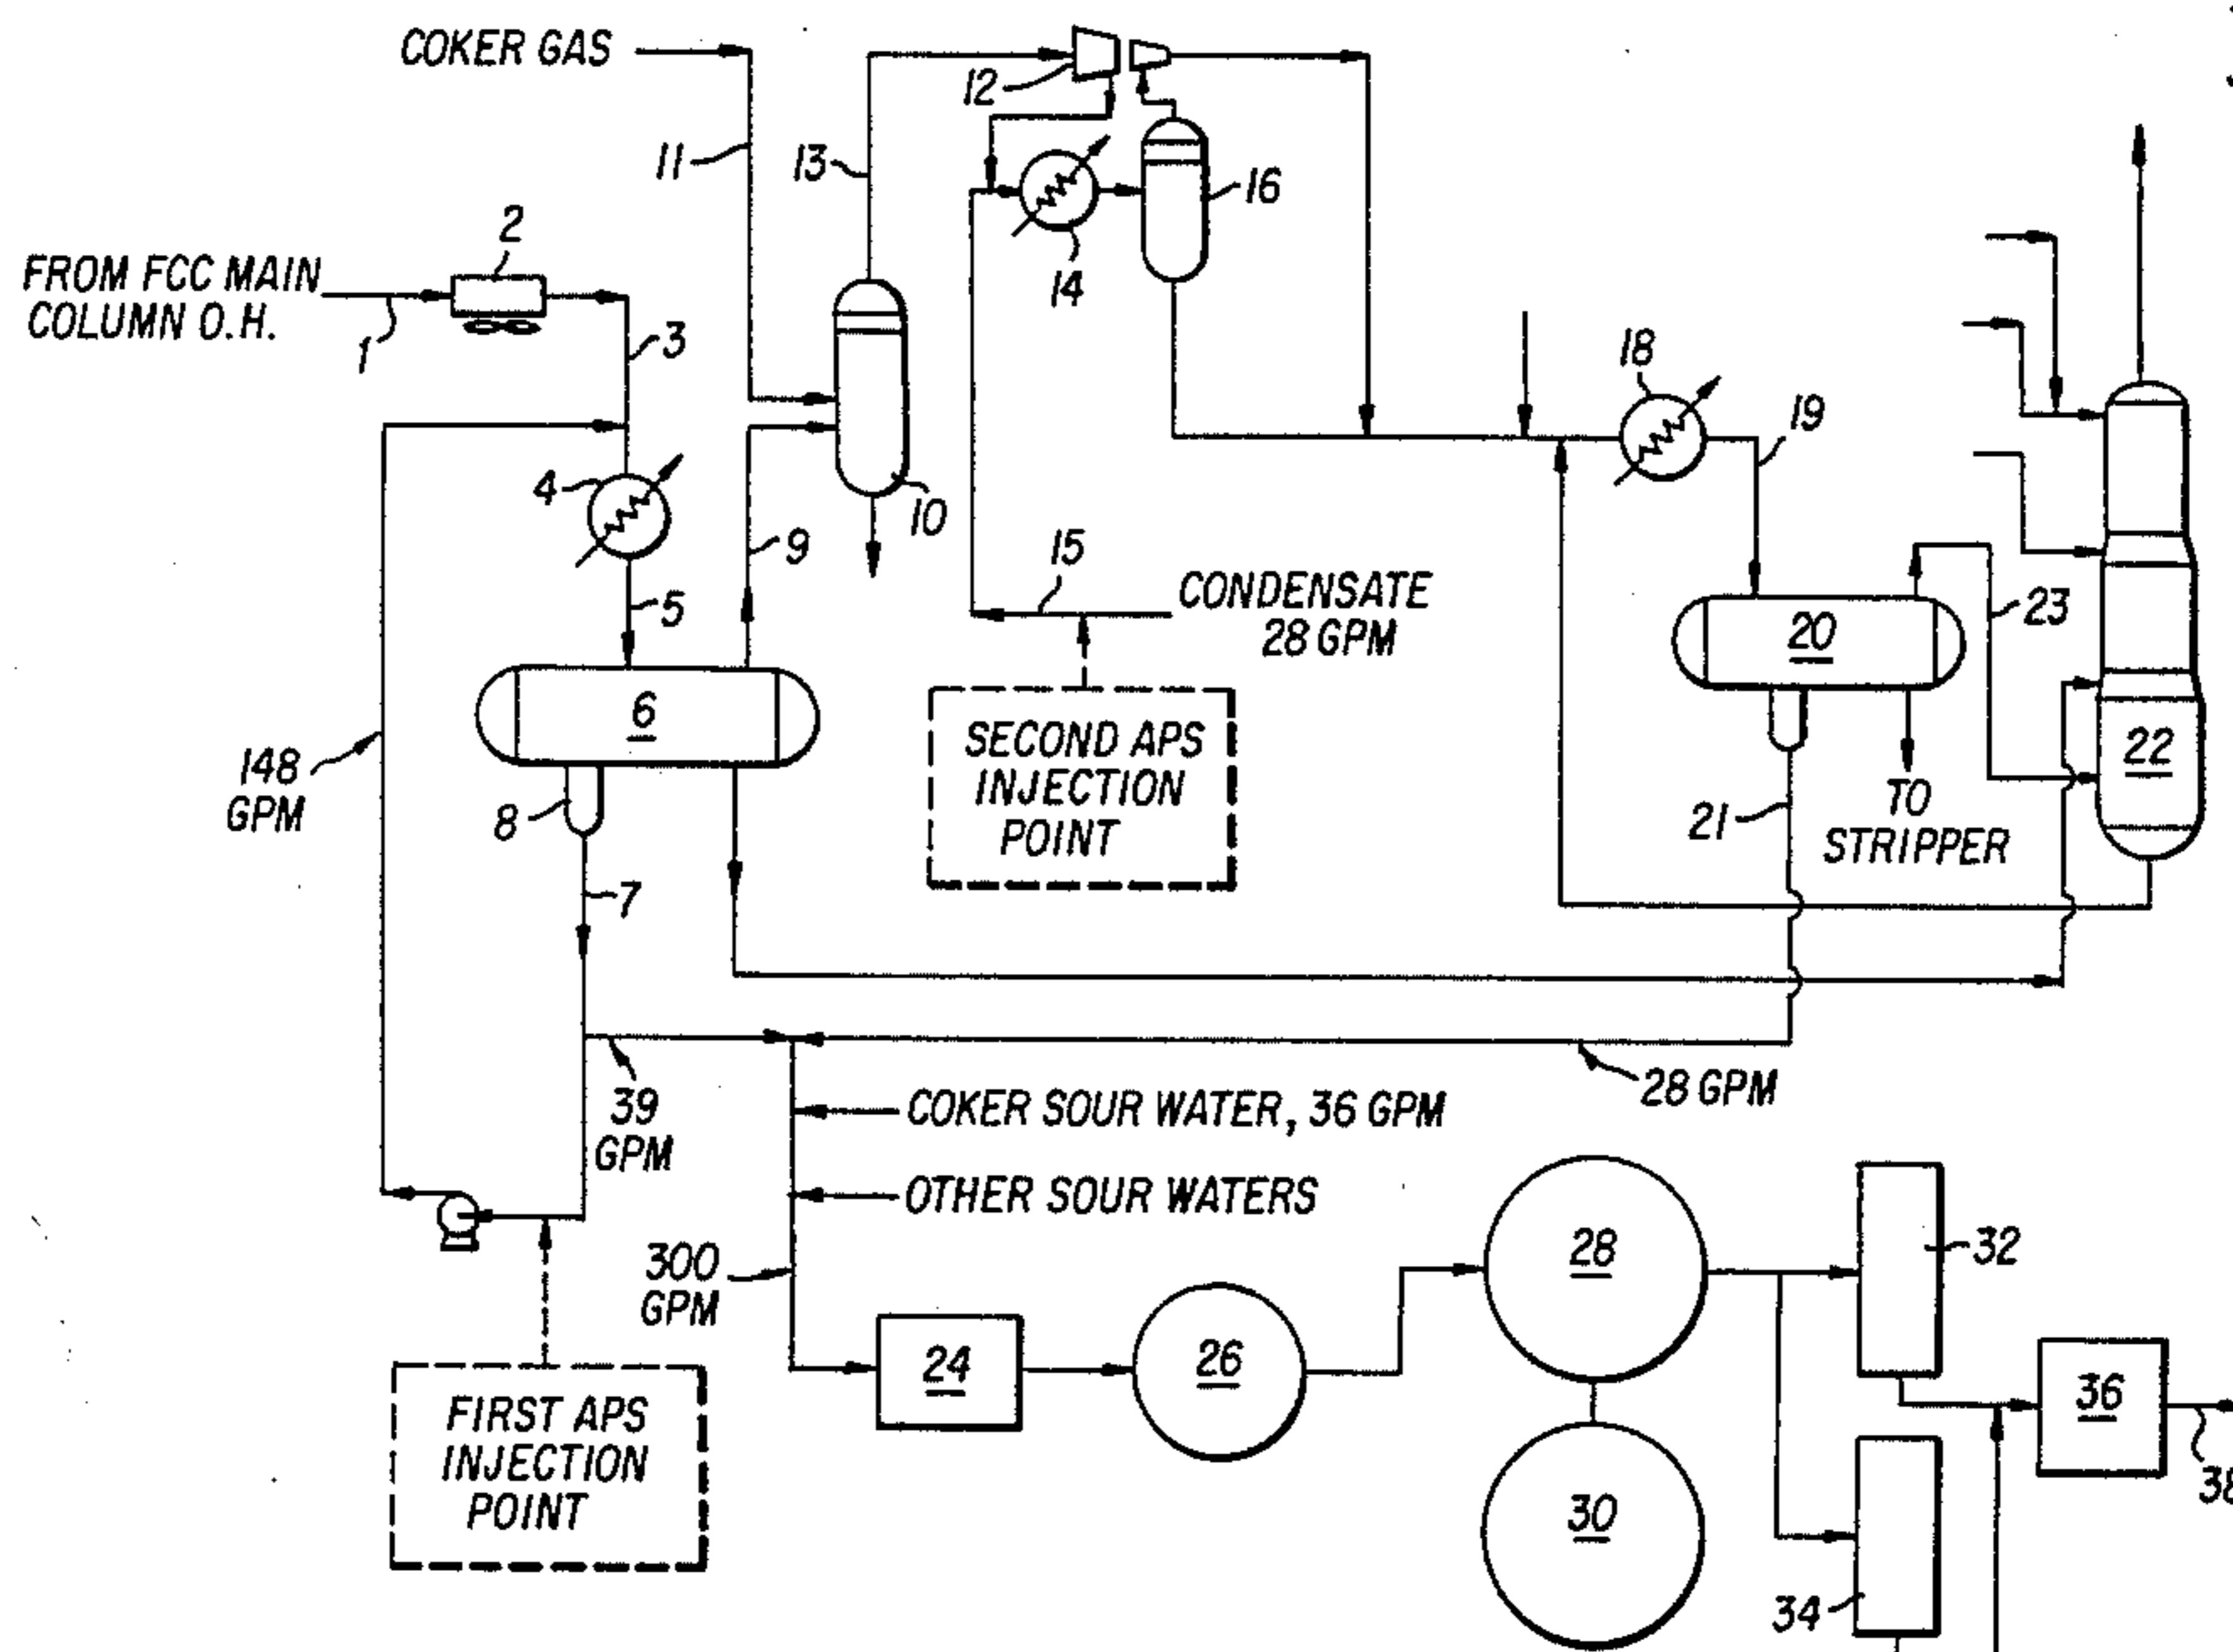 COKER GAS
12
11
13
16
14
2
FROM FCC MAIN
COLUMN O.H.
1
3
18
19
4
10
9
15
5
CONDENSATE
28 GPM
23
20
6
SECOND APS
INJECTION
POINT
22
148
GPM
8
21
TO
STRIPPER
7
39
GPM
28 GPM
COKER SOUR WATER, 36 GPM
OTHER SOUR WATERS
300
GPM
28
32
24
26
36
FIRST APS
INJECTION
POINT
30
38
34